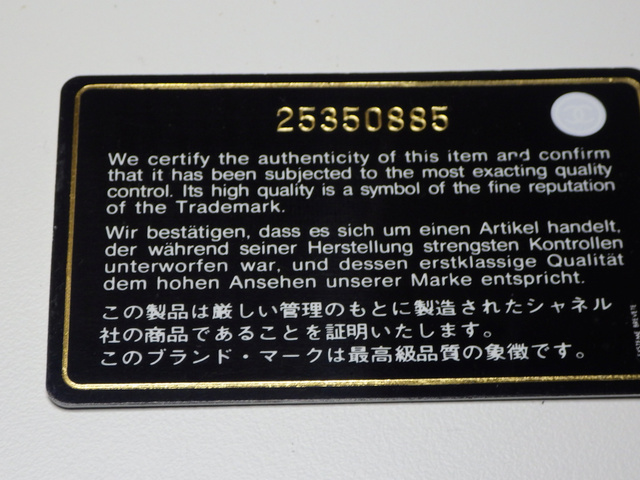 25350885
We certify the authenticity of this item and confirm
that it has been subjected to the most exacting quality
control. Its high quality is a symbol of the fine reputation
of the Trademark.
Wir bestätigen, dass es sich um einen Artikel handelt,
der während seiner Herstellung strengsten Kontrollen
unterworfen war, und dessen erstklassige Qualität
dem hohen Ansehen unserer Marke entspricht.
この製品は厳しい管理のもとに製造されたシャネル
社の商品であることを証明いたします。
このブランド・マークは最高級品質の象徴です。